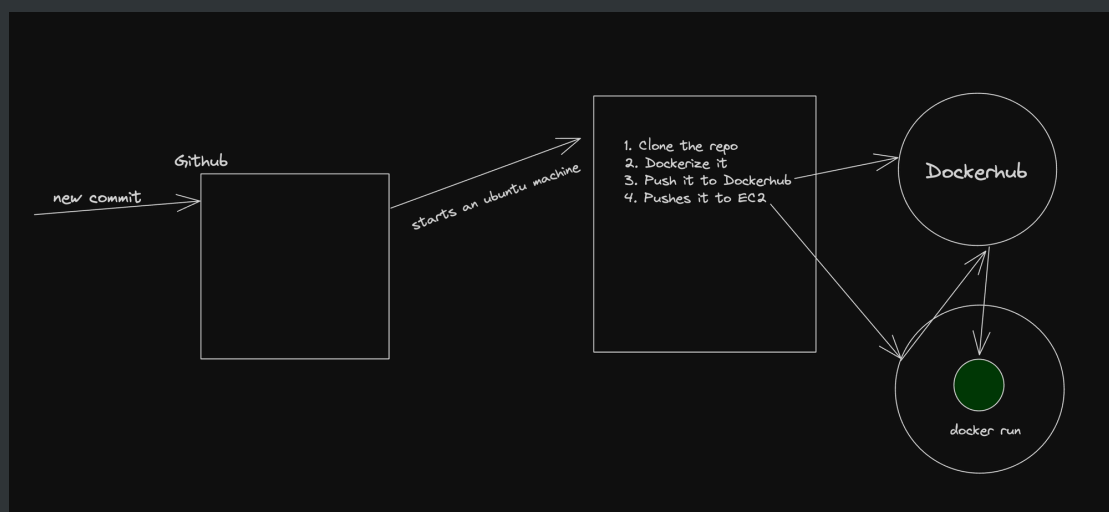 Github
new commit
starts an ubuntu machine
1. Clone the repo
2. Dockerize it
3. Push it to Dockerhub
4. Pushes it to EC2
Dockerhub
docker run